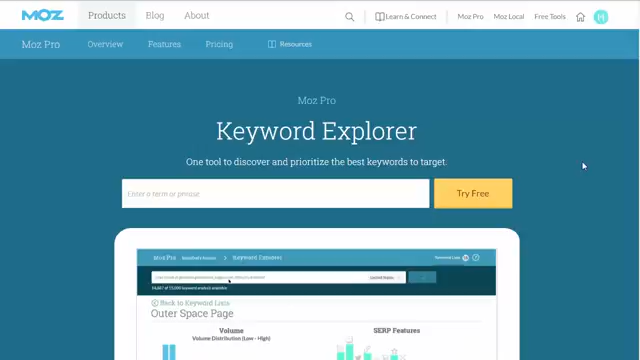 MOZ Products Blog About Learn & Connect Moz Pro Moz Local Free Tools M
Moz Pro Overview Features Pricing Resources
Moz Pro
Keyword Explorer
One tool to discover and prioritize the best keywords to target.
Enter a term or phrase Try Free
Moz Pro Keyword Explorer
United States
Back to Keyword Lists
Outer Space Page
Volume SERP Features
Volume Distribution (Low - High)